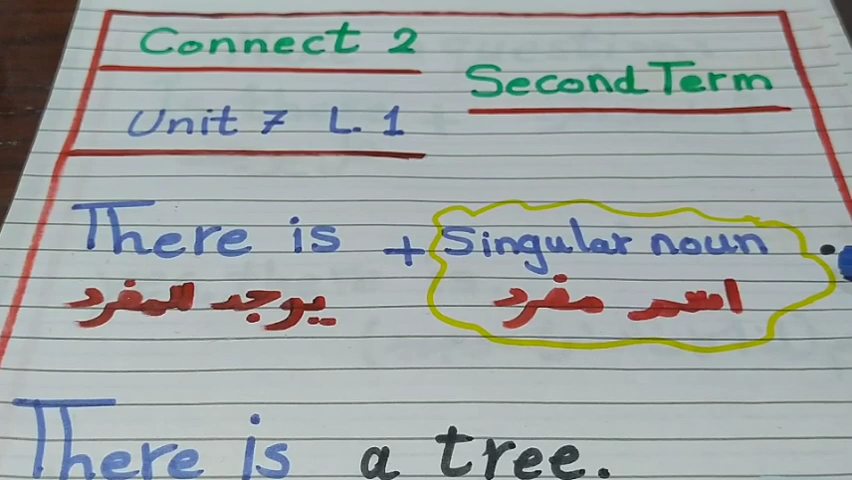 Connect 2
Second Term
Unit 7 L. 1
There is + Singular noun .
يوجد للمفرد اسم مفرد
There is a tree.